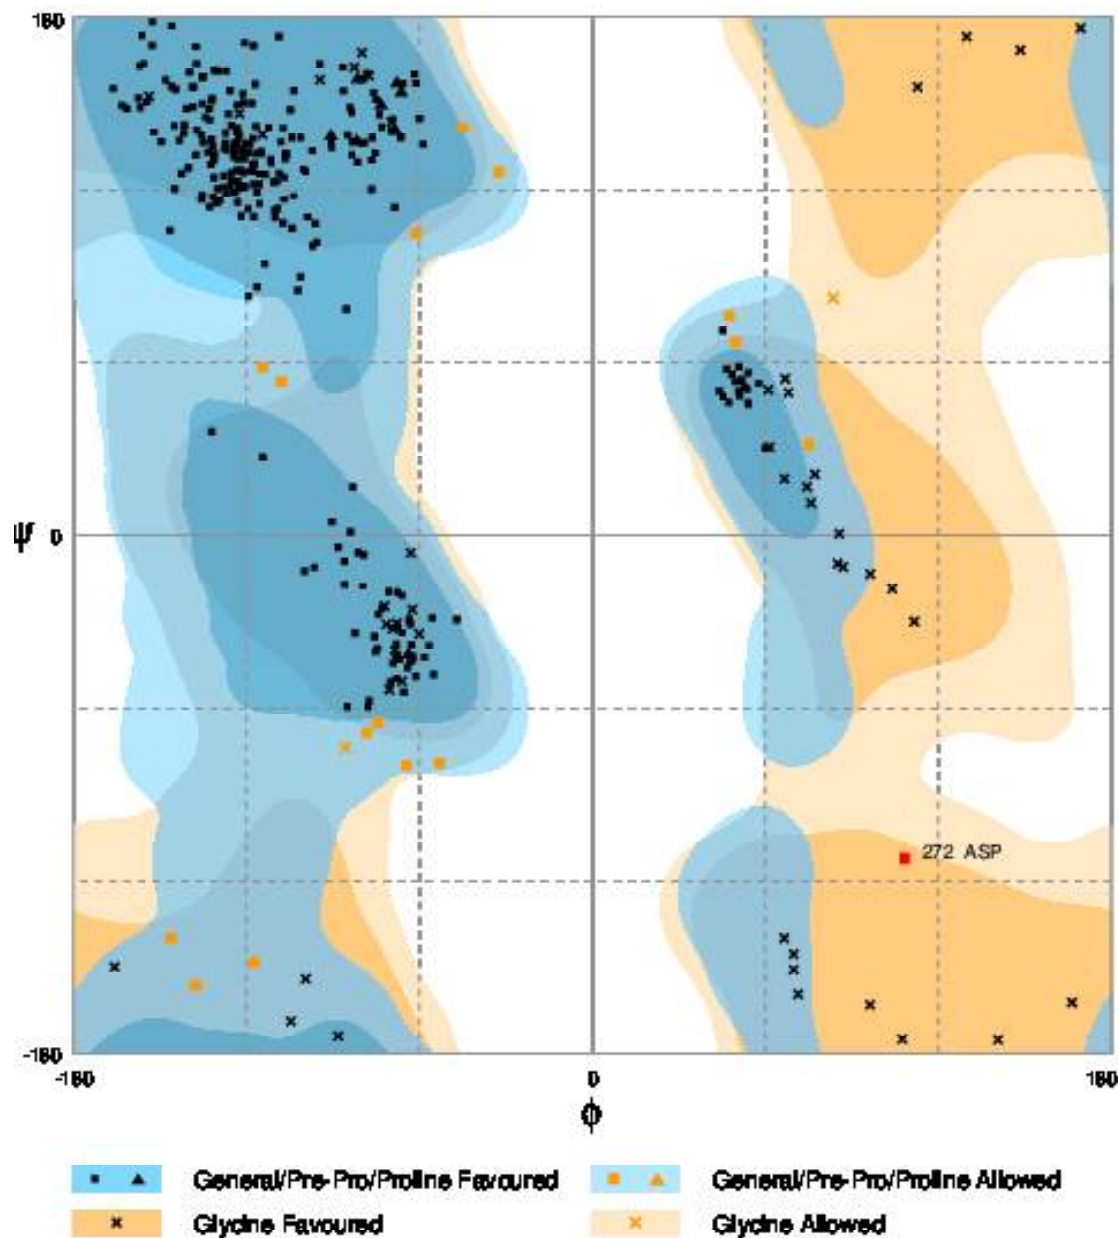 180
ψ 0
272 ASP
-180
-180 0 180
ϕ
General/Pre-Pro/Proline Favoured General/Pre-Pro/Proline Allowed
Glycine Favoured Glycine Allowed